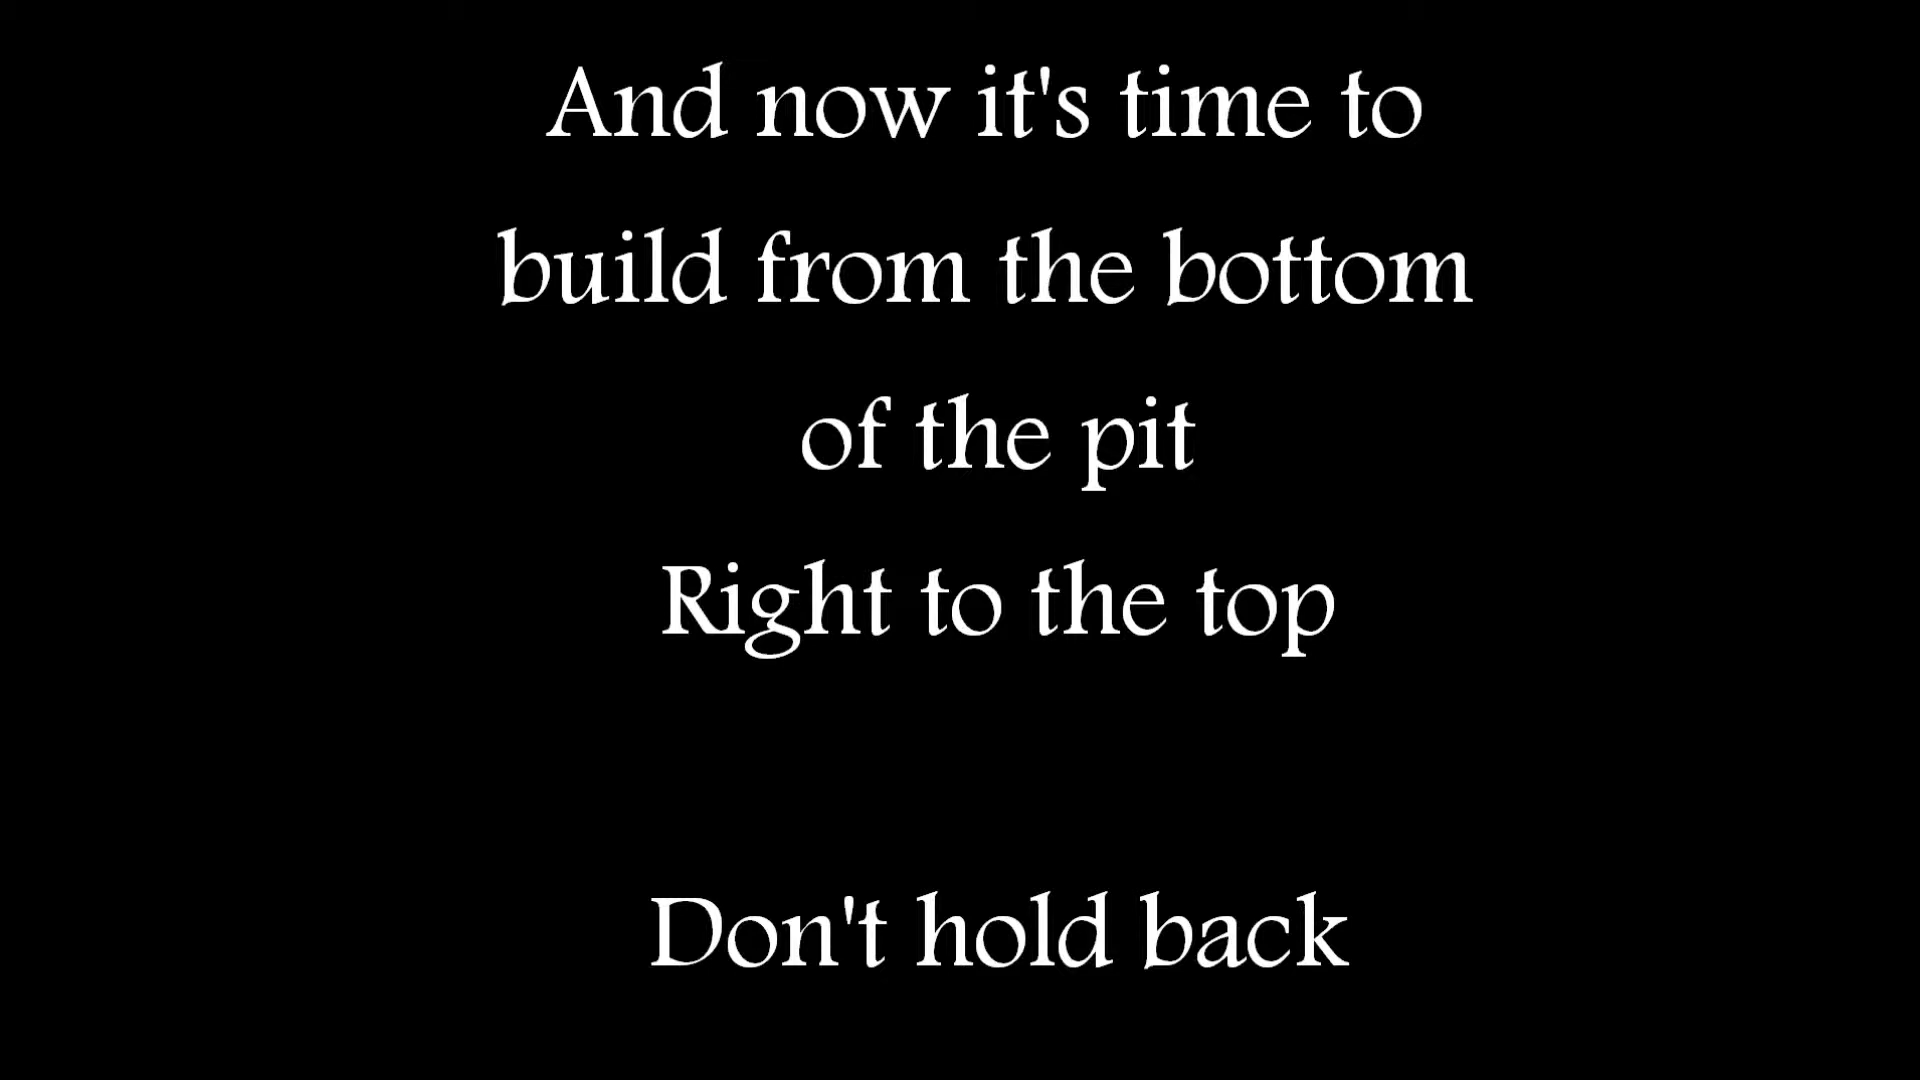 And now it's time to
build from the bottom
of the pit
Right to the top
Don't hold back